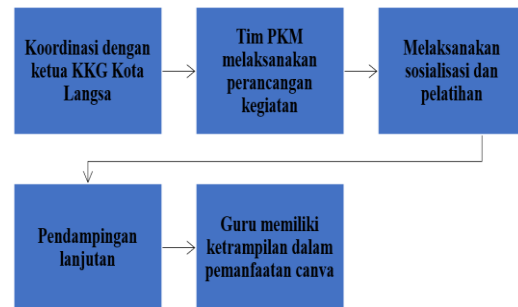 Koordinasi dengan
ketua KKG Kota
Langsa
Tim PKM
melaksanakan
perancangan
kegiatan
Melaksanakan
sosialisasi dan
pelatihan
Pendampingan
lanjutan
Guru memiliki
ketrampilan dalam
pemanfaatan canva